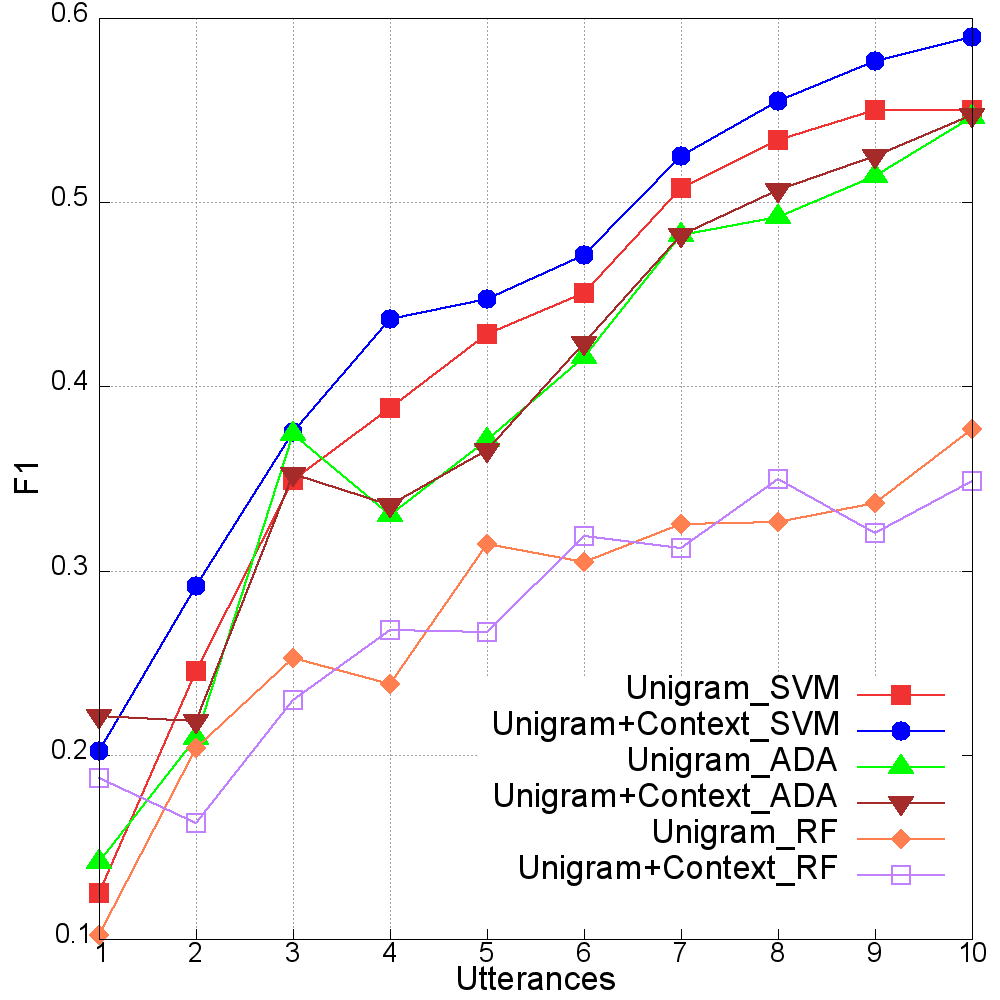 0.6
0.5
0.4
0.3
0.2
0.1
F1
Unigram_SVM
Unigram+Context_SVM
Unigram_ADA
Unigram+Context_ADA
Unigram_RF
Unigram+Context_RF
1 2 3 4 5 6 7 8 9 10
Utterances